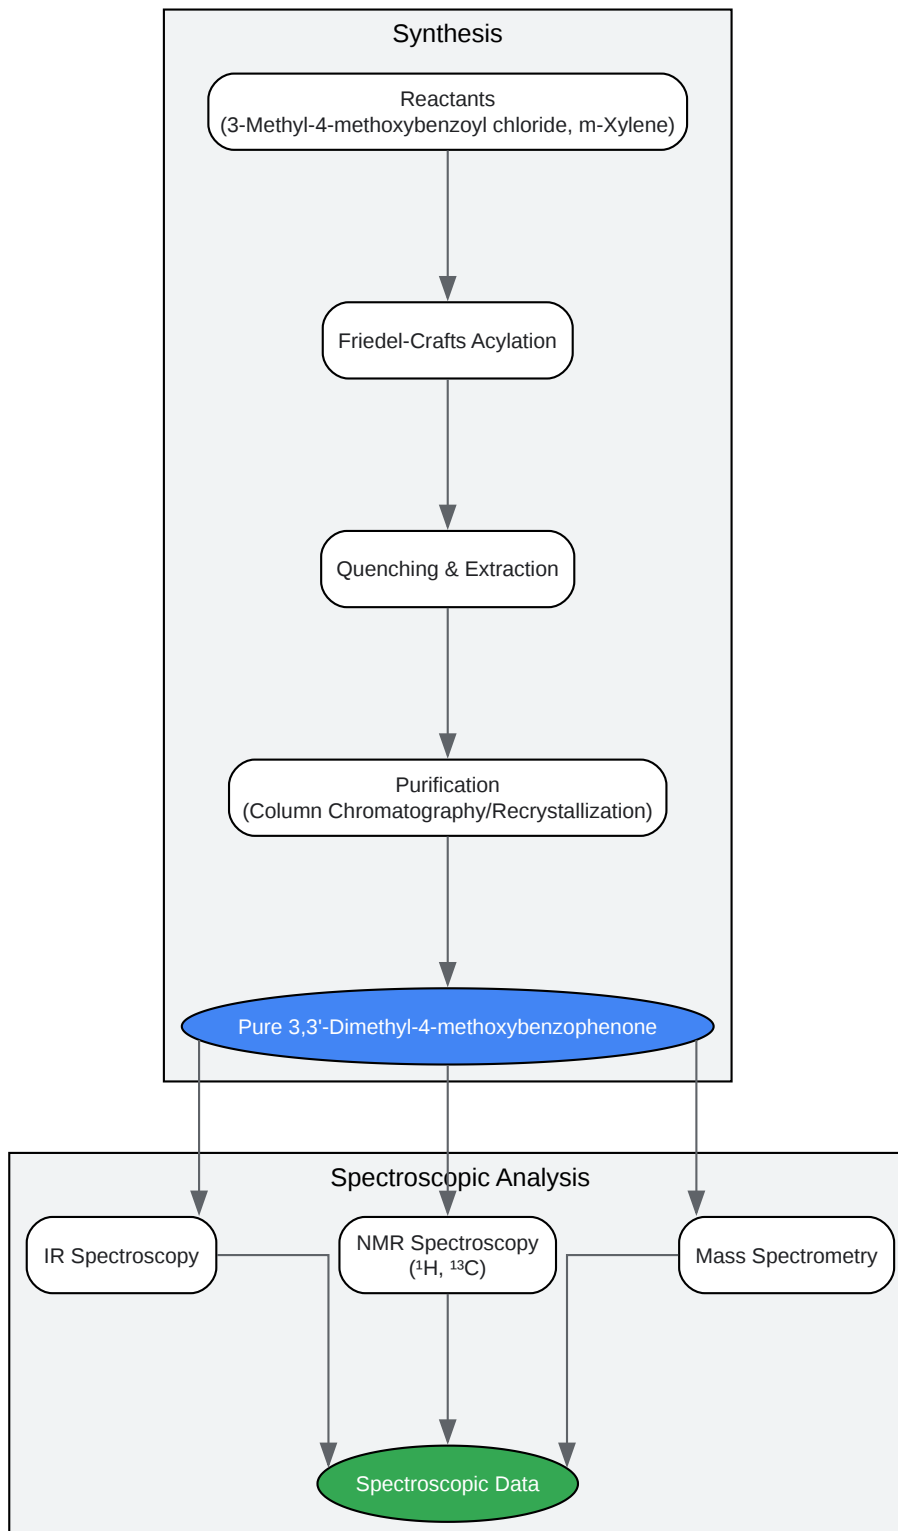 Synthesis
Reactants
(3-Methyl-4-methoxybenzoyl chloride, m-Xylene)
Friedel-Crafts Acylation
Quenching & Extraction
Purification
(Column Chromatography/Recrystallization)
Pure 3,3'-Dimethyl-4-methoxybenzophenone
Spectroscopic Analysis
IR Spectroscopy
NMR Spectroscopy
(¹H, ¹³C)
Mass Spectrometry
Spectroscopic Data